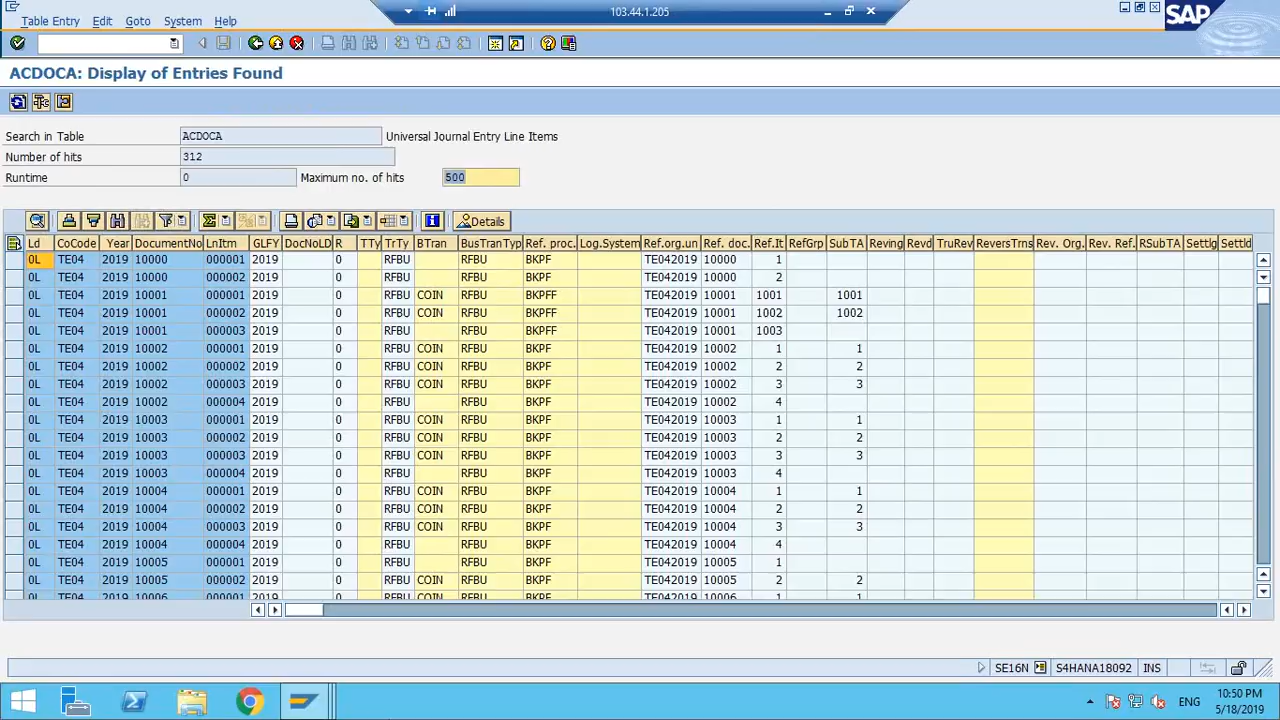 103.44.1.205
Table Entry Edit Goto System Help
SAP
ACDOCA: Display of Entries Found
Search in Table ACDOCA Universal Journal Entry Line Items
Number of hits 312
Runtime 0 Maximum no. of hits 500
Details
Ld CoCode Year DocumentNo LnItm GLFY DocNoLD R TTy TrTy BTran BusTranTyp Ref. proc. Log.System Ref.org.un Ref. doc. Ref.It RefGrp SubTA Reving Revd TruRev ReversTrns Rev. Org. Rev. Ref. RSubTA Settlg Settld
0L TE04 2019 10000 000001 2019 0 RFBU RFBU BKPF TE042019 10000 1
0L TE04 2019 10000 000002 2019 0 RFBU RFBU BKPF TE042019 10000 2
0L TE04 2019 10001 000001 2019 0 RFBU COIN RFBU BKPFF TE042019 10001 1001 1001
0L TE04 2019 10001 000002 2019 0 RFBU COIN RFBU BKPFF TE042019 10001 1002 1002
0L TE04 2019 10001 000003 2019 0 RFBU RFBU BKPFF TE042019 10001 1003
0L TE04 2019 10002 000001 2019 0 RFBU COIN RFBU BKPF TE042019 10002 1 1
0L TE04 2019 10002 000002 2019 0 RFBU COIN RFBU BKPF TE042019 10002 2 2
0L TE04 2019 10002 000003 2019 0 RFBU COIN RFBU BKPF TE042019 10002 3 3
0L TE04 2019 10002 000004 2019 0 RFBU RFBU BKPF TE042019 10002 4
0L TE04 2019 10003 000001 2019 0 RFBU COIN RFBU BKPF TE042019 10003 1 1
0L TE04 2019 10003 000002 2019 0 RFBU COIN RFBU BKPF TE042019 10003 2 2
0L TE04 2019 10003 000003 2019 0 RFBU COIN RFBU BKPF TE042019 10003 3 3
0L TE04 2019 10003 000004 2019 0 RFBU RFBU BKPF TE042019 10003 4
0L TE04 2019 10004 000001 2019 0 RFBU COIN RFBU BKPF TE042019 10004 1 1
0L TE04 2019 10004 000002 2019 0 RFBU COIN RFBU BKPF TE042019 10004 2 2
0L TE04 2019 10004 000003 2019 0 RFBU COIN RFBU BKPF TE042019 10004 3 3
0L TE04 2019 10004 000004 2019 0 RFBU RFBU BKPF TE042019 10004 4
0L TE04 2019 10005 000001 2019 0 RFBU RFBU BKPF TE042019 10005 1
0L TE04 2019 10005 000002 2019 0 RFBU COIN RFBU BKPF TE042019 10005 2 2
0L TE04 2019 10006 000001 2019 0 RFBU COIN RFBU BKPF TE042019 10006 1 1
SE16N S4HANA18092 INS
ENG 10:50 PM
5/18/2019